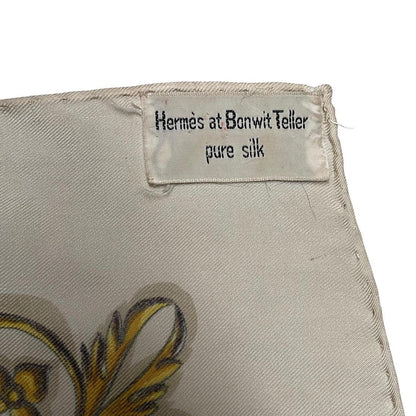 Hermès at Bonwit Teller
pure silk